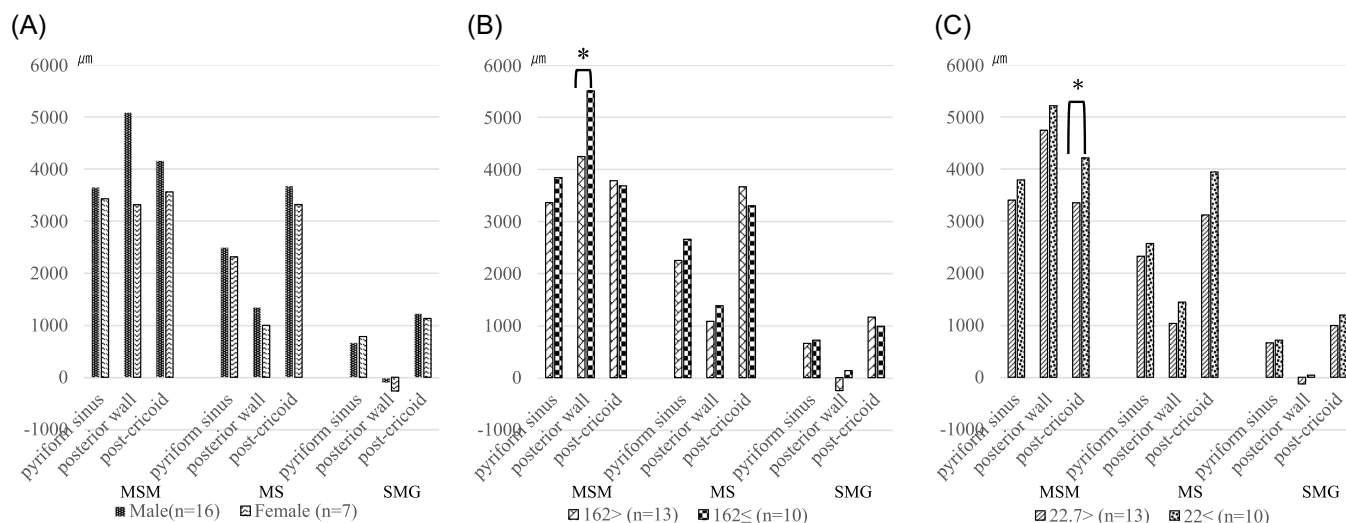 (A)
μm
6000
5000
4000
3000
2000
1000
0
-1000
pyriform sinus
posterior wall
post-cricoid
pyriform sinus
posterior wall
post-cricoid
pyriform sinus
posterior wall
post-cricoid
MSM MS SMG
Male(n=16) Female (n=7)
(B)
μm
6000
5000
4000
3000
2000
1000
0
-1000
*
pyriform sinus
posterior wall
post-cricoid
pyriform sinus
posterior wall
post-cricoid
pyriform sinus
posterior wall
post-cricoid
MSM MS SMG
162> (n=13) 162≤ (n=10)
(C)
μm
6000
5000
4000
3000
2000
1000
0
-1000
*
pyriform sinus
posterior wall
post-cricoid
pyriform sinus
posterior wall
post-cricoid
pyriform sinus
posterior wall
post-cricoid
MSM MS SMG
22.7> (n=13) 22< (n=10)